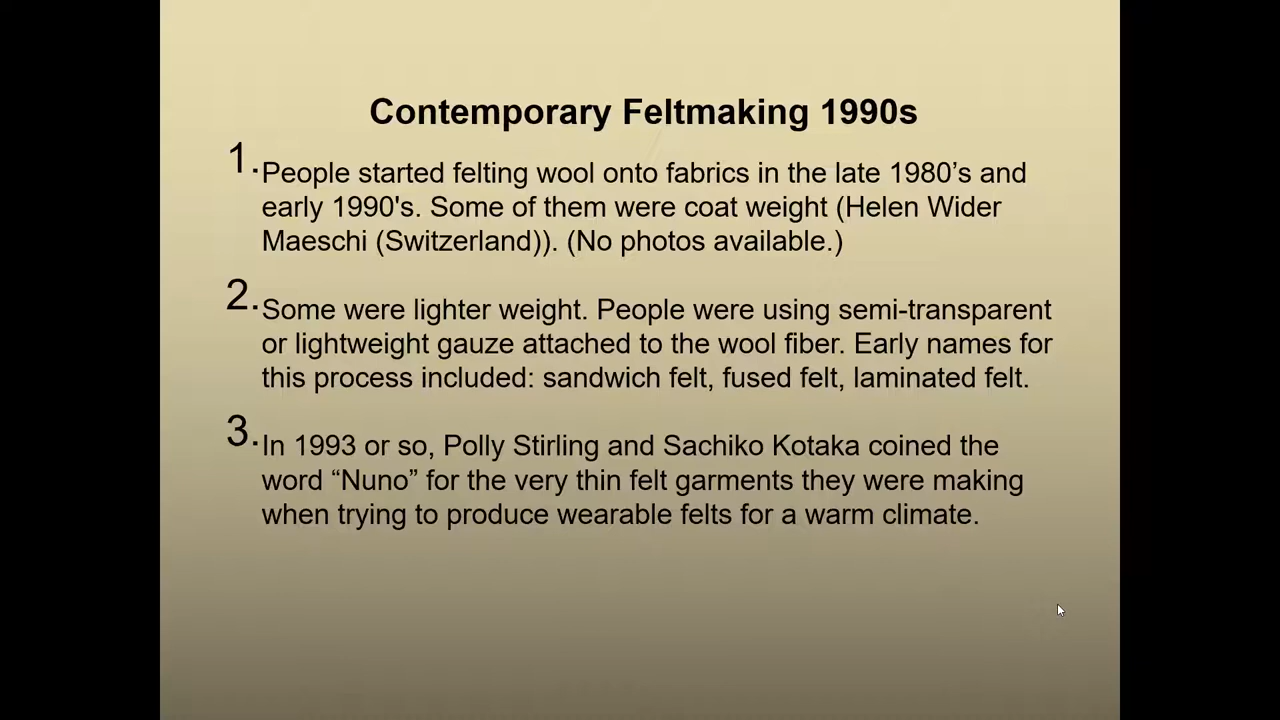 Contemporary Feltmaking 1990s
1. People started felting wool onto fabrics in the late 1980’s and
early 1990's. Some of them were coat weight (Helen Wider
Maeschi (Switzerland)). (No photos available.)
2. Some were lighter weight. People were using semi-transparent
or lightweight gauze attached to the wool fiber. Early names for
this process included: sandwich felt, fused felt, laminated felt.
3. In 1993 or so, Polly Stirling and Sachiko Kotaka coined the
word “Nuno” for the very thin felt garments they were making
when trying to produce wearable felts for a warm climate.